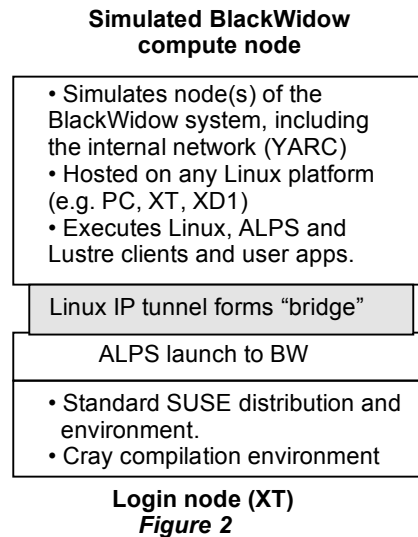 Simulated BlackWidow
compute node
• Simulates node(s) of the
BlackWidow system, including
the internal network (YARC)
• Hosted on any Linux platform
(e.g. PC, XT, XD1)
• Executes Linux, ALPS and
Lustre clients and user apps.
Linux IP tunnel forms “bridge”
ALPS launch to BW
• Standard SUSE distribution and
environment.
• Cray compilation environment
Login node (XT)
Figure 2